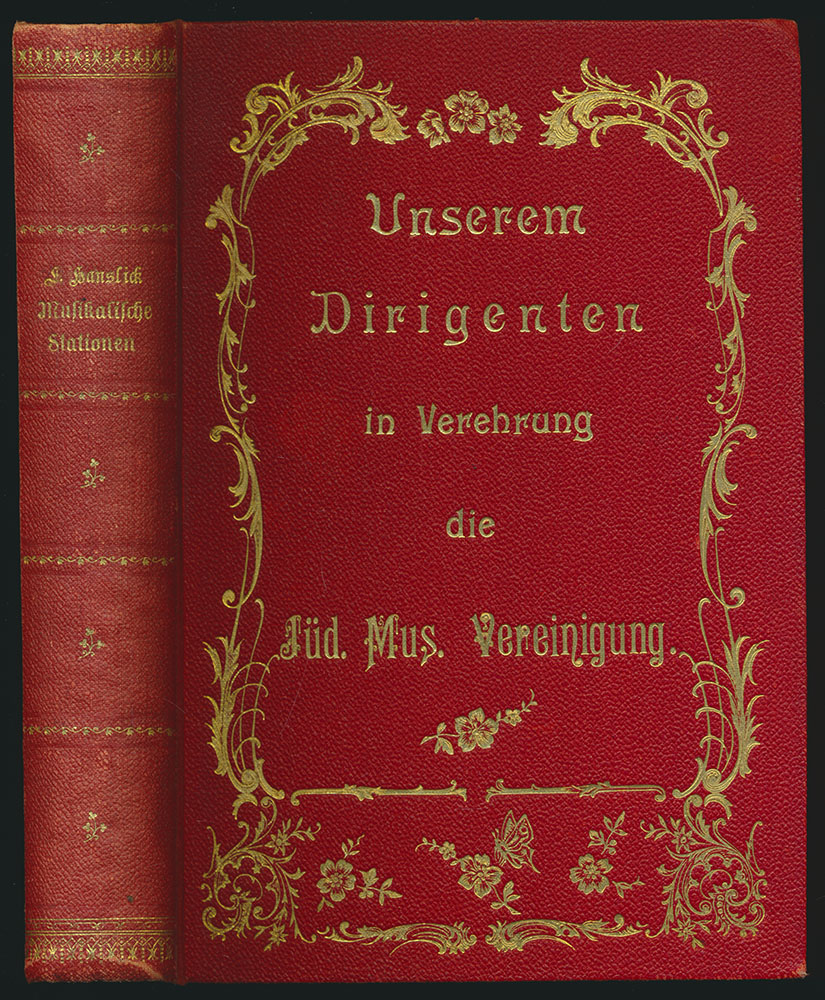 E. Hanslick
Musikalische
Stationen
Unserem
Dirigenten
in Verehrung
die
Jüd. Mus. Vereinigung.